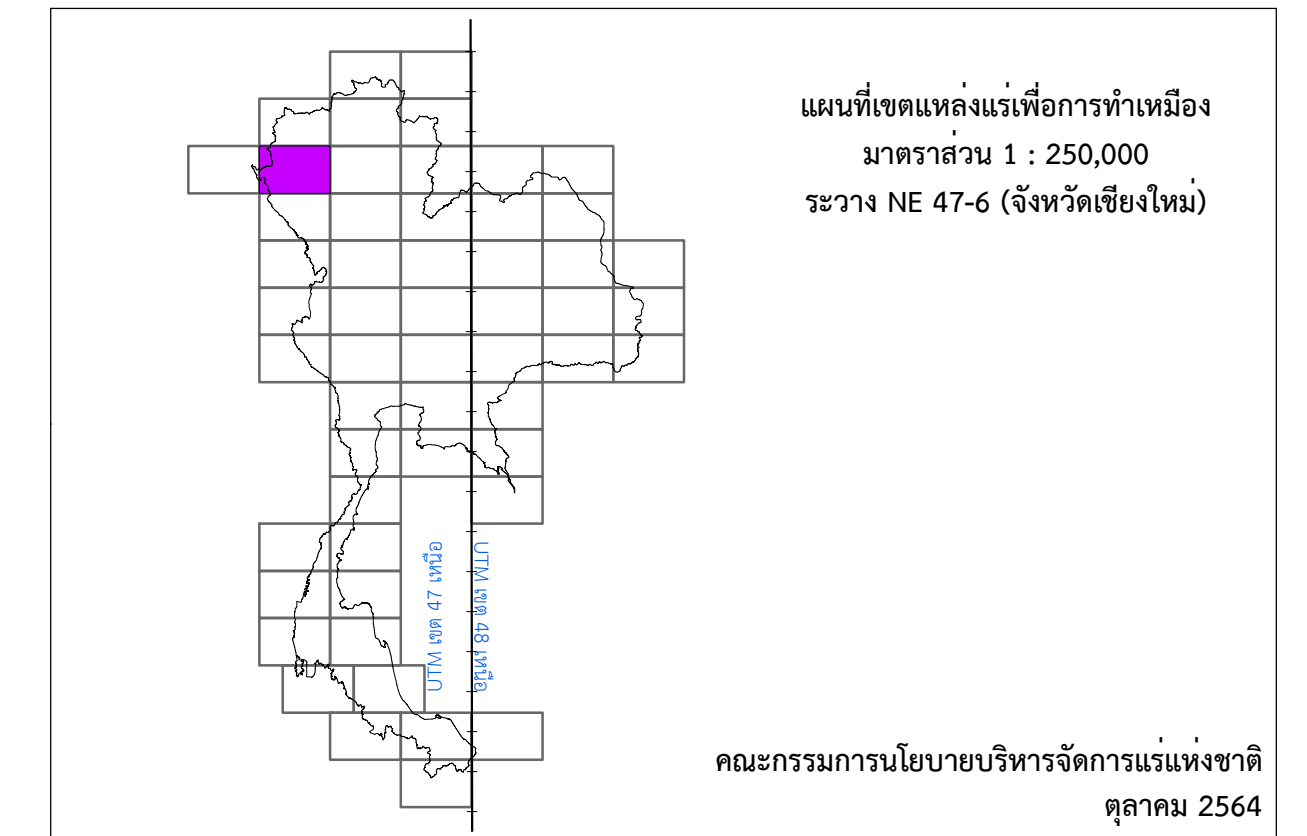 แผนที่เขตแหล่งแร่เพื่อการทำเหมือง
มาตราส่วน 1 : 250,000
ระวาง NE 47-6 (จังหวัดเชียงใหม่)
UTM เขต 47 เหนือ
UTM เขต 48 เหนือ
คณะกรรมการนโยบายบริหารจัดการแร่แห่งชาติ
ตุลาคม 2564